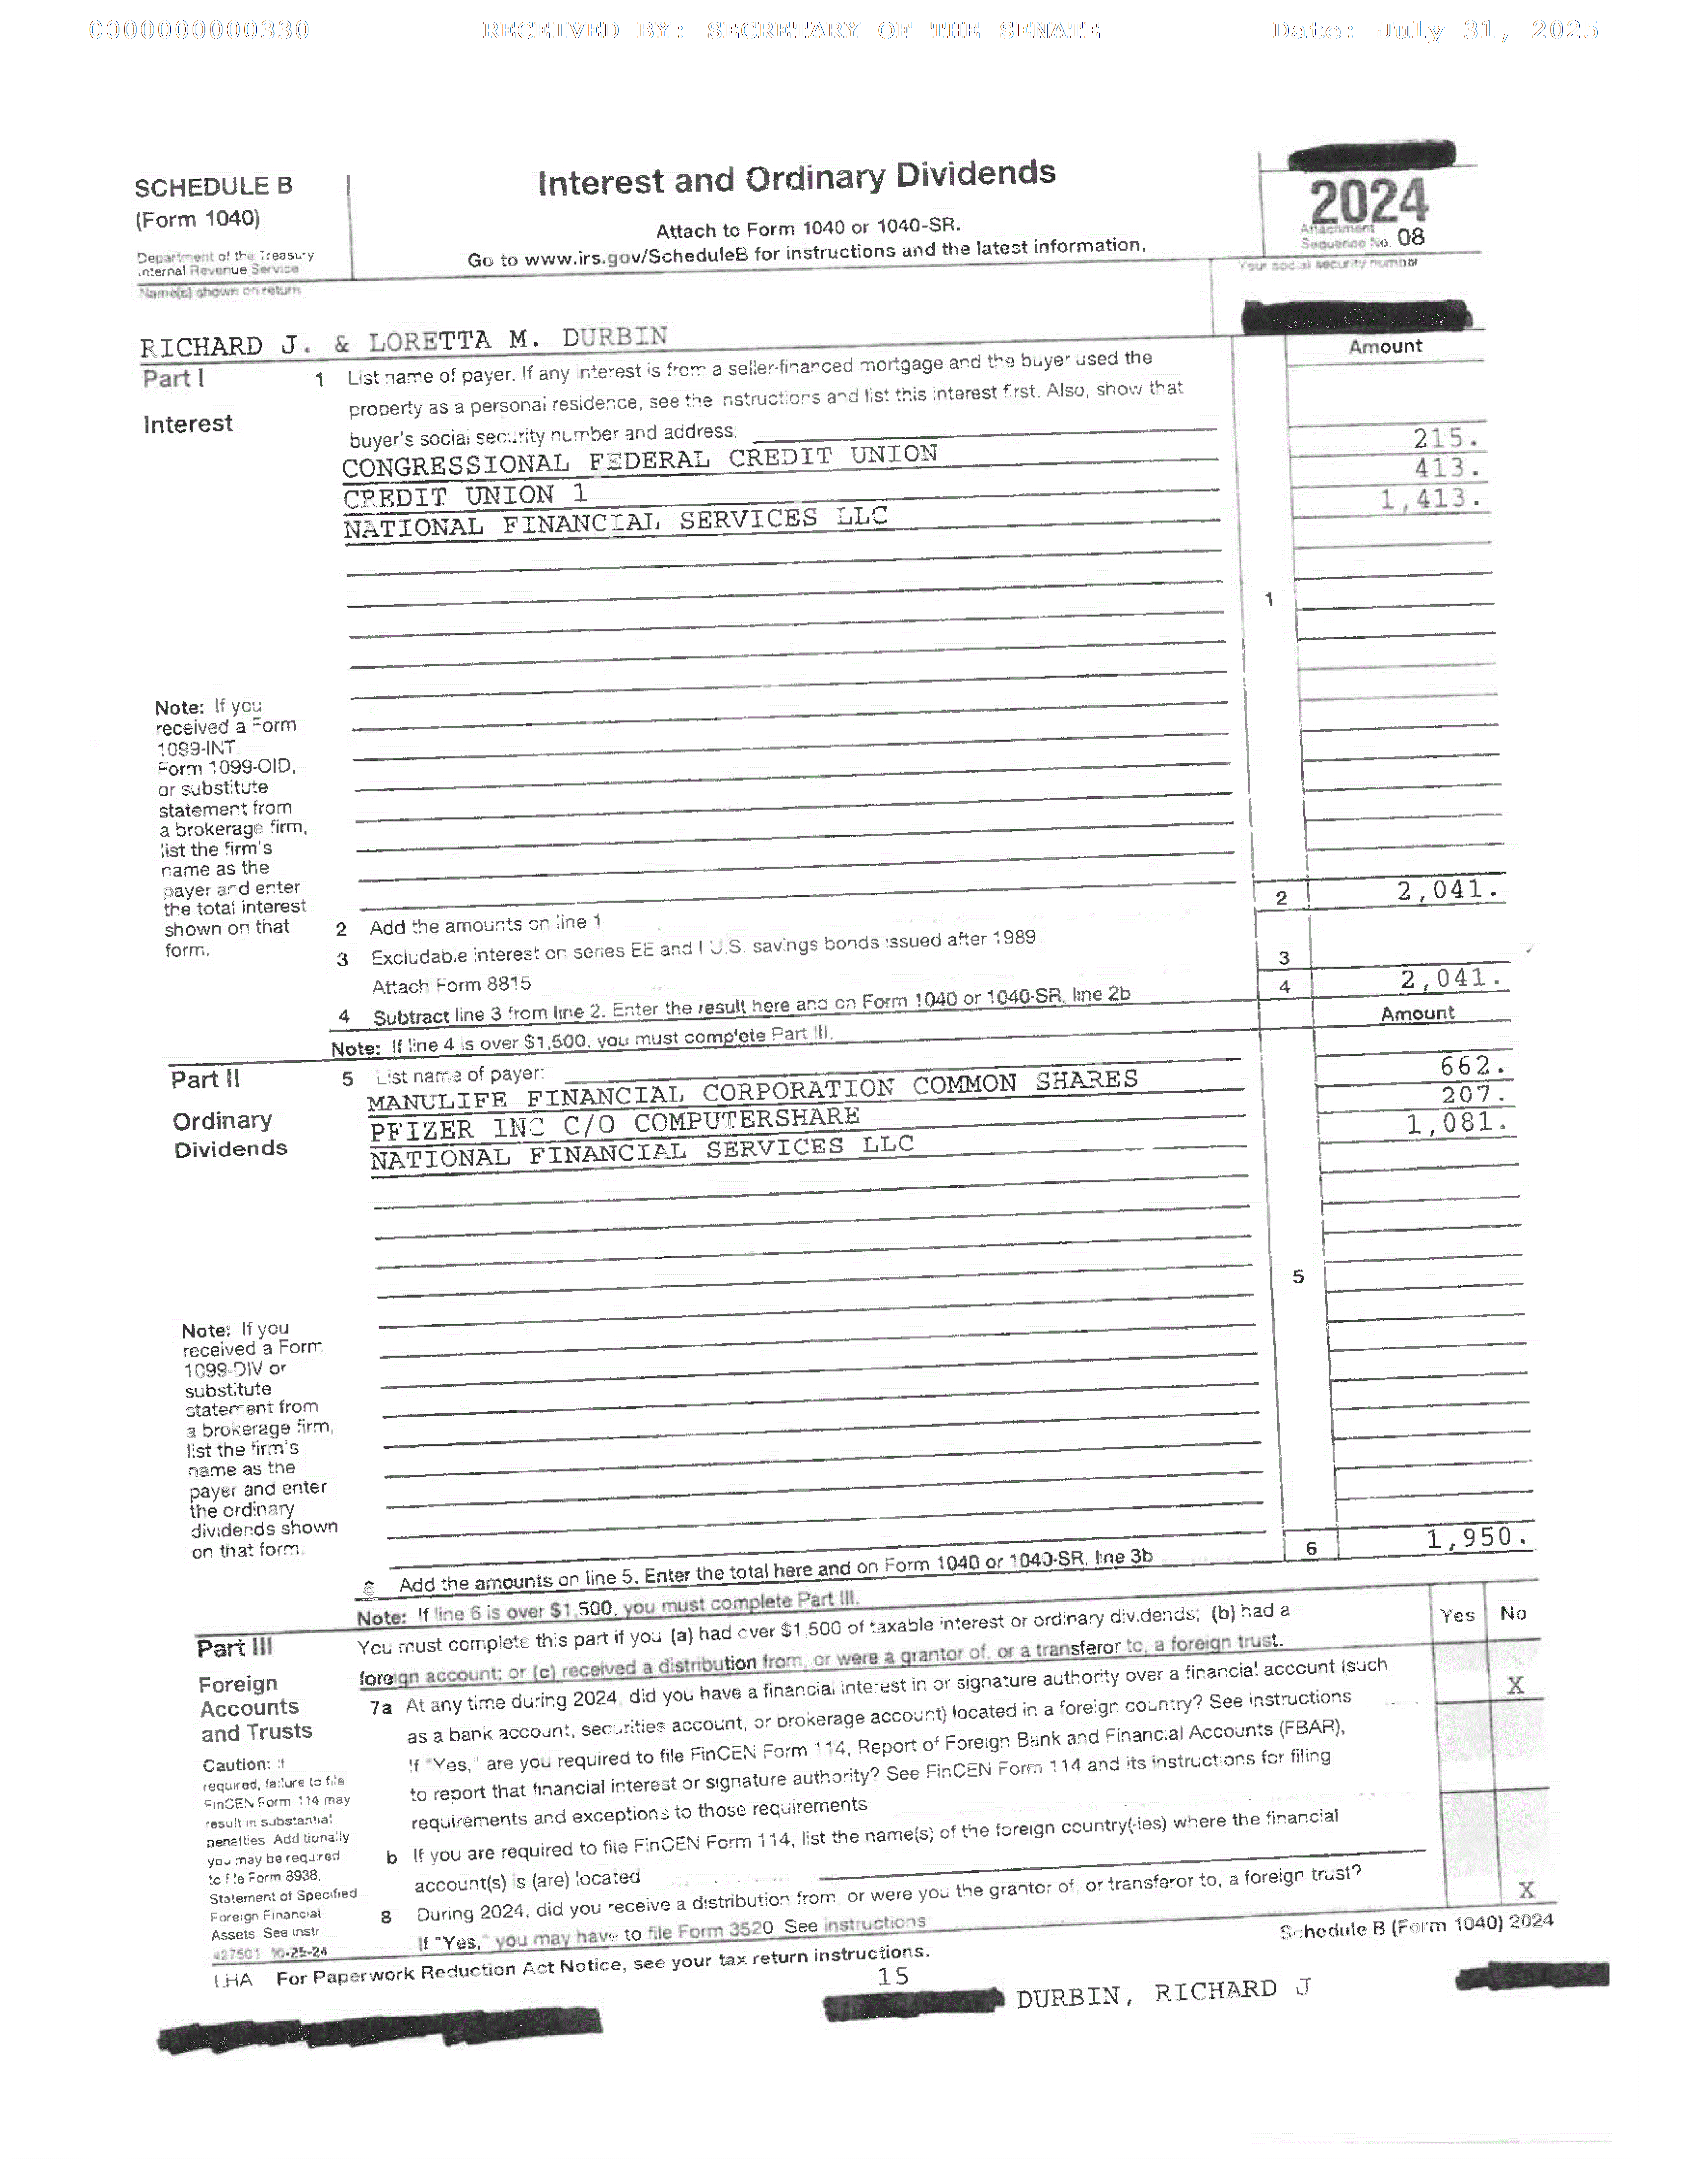 0000000000330 RECEIVED BY: SECRETARY OF THE SENATE Date: July 31, 2025
SCHEDULE B
(Form 1040)
Department of the Treasury
Internal Revenue Service
Interest and Ordinary Dividends
Attach to Form 1040 or 1040-SR.
Go to www.irs.gov/ScheduleB for instructions and the latest information.
2024
Attachment
Sequence No. 08
Name(s) shown on return
Your social security number
RICHARD J. & LORETTA M. DURBIN
Part I
Interest
1 List name of payer. If any interest is from a seller-financed mortgage and the buyer used the
property as a personal residence, see the instructions and list this interest first. Also, show that
buyer's social security number and address:
Amount
CONGRESSIONAL FEDERAL CREDIT UNION 215.
CREDIT UNION 1 413.
NATIONAL FINANCIAL SERVICES LLC 1,413.
1
Note: If you
received a Form
1099-INT
Form 1099-OID,
or substitute
statement from
a brokerage firm,
list the firm's
name as the
payer and enter
the total interest
shown on that
form.
2 Add the amounts on line 1 2 2,041.
3 Excludable interest on series EE and I U.S. savings bonds issued after 1989
Attach Form 8815 3
4 Subtract line 3 from line 2. Enter the result here and on Form 1040 or 1040-SR, line 2b 4 2,041.
Note: If line 4 is over $1,500, you must complete Part III. Amount
Part II
Ordinary
Dividends
5 List name of payer:
MANULIFE FINANCIAL CORPORATION COMMON SHARES 662.
PFIZER INC C/O COMPUTERSHARE 207.
NATIONAL FINANCIAL SERVICES LLC 1,081.
5
Note: If you
received a Form
1099-DIV or
substitute
statement from
a brokerage firm,
list the firm's
name as the
payer and enter
the ordinary
dividends shown
on that form.
6 Add the amounts on line 5. Enter the total here and on Form 1040 or 1040-SR, line 3b 6 1,950.
Note: If line 6 is over $1,500, you must complete Part III.
Part III
Foreign
Accounts
and Trusts
Caution: If
required, failure to file
FinCEN Form 114 may
result in substantial
penalties Additionally
you may be required
to file Form 8938,
Statement of Specified
Foreign Financial
Assets See instr
427501 10-25-24
You must complete this part if you (a) had over $1,500 of taxable interest or ordinary dividends; (b) had a
foreign account; or (c) received a distribution from, or were a grantor of, or a transferor to, a foreign trust.
Yes No
7a At any time during 2024, did you have a financial interest in or signature authority over a financial account (such
as a bank account, securities account, or brokerage account) located in a foreign country? See instructions X
If "Yes," are you required to file FinCEN Form 114, Report of Foreign Bank and Financial Accounts (FBAR),
to report that financial interest or signature authority? See FinCEN Form 114 and its instructions for filing
requirements and exceptions to those requirements
b If you are required to file FinCEN Form 114, list the name(s) of the foreign country(-ies) where the financial
account(s) is (are) located
8 During 2024, did you receive a distribution from, or were you the grantor of, or transferor to, a foreign trust?
If "Yes," you may have to file Form 3520 See instructions X
LHA For Paperwork Reduction Act Notice, see your tax return instructions. Schedule B (Form 1040) 2024
15
DURBIN, RICHARD J